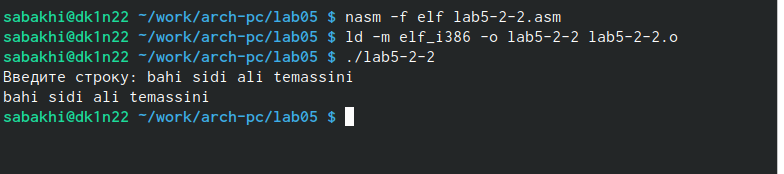 sabakhi@dk1n22 ~/work/arch-pc/lab05 $ nasm -f elf lab5-2-2.asm
sabakhi@dk1n22 ~/work/arch-pc/lab05 $ ld -m elf_i386 -o lab5-2-2 lab5-2-2.o
sabakhi@dk1n22 ~/work/arch-pc/lab05 $ ./lab5-2-2
Введите строку: bahi sidi ali temassini
bahi sidi ali temassini
sabakhi@dk1n22 ~/work/arch-pc/lab05 $